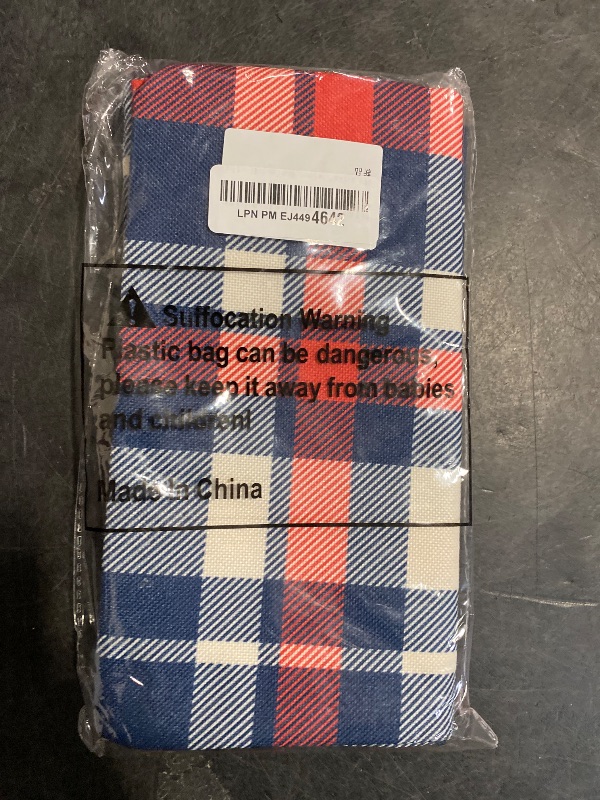 LPN PM EJ4494642
Suffocation Warning
Plastic bag can be dangerous,
please keep it away from babies
and children!
Made in China